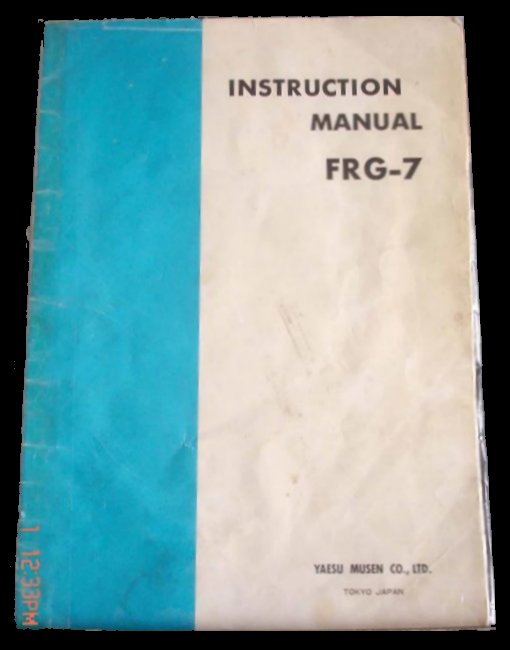 INSTRUCTION
MANUAL
FRG-7
YAESU MUSEN CO., LTD.
TOKYO JAPAN
1 12:33PM